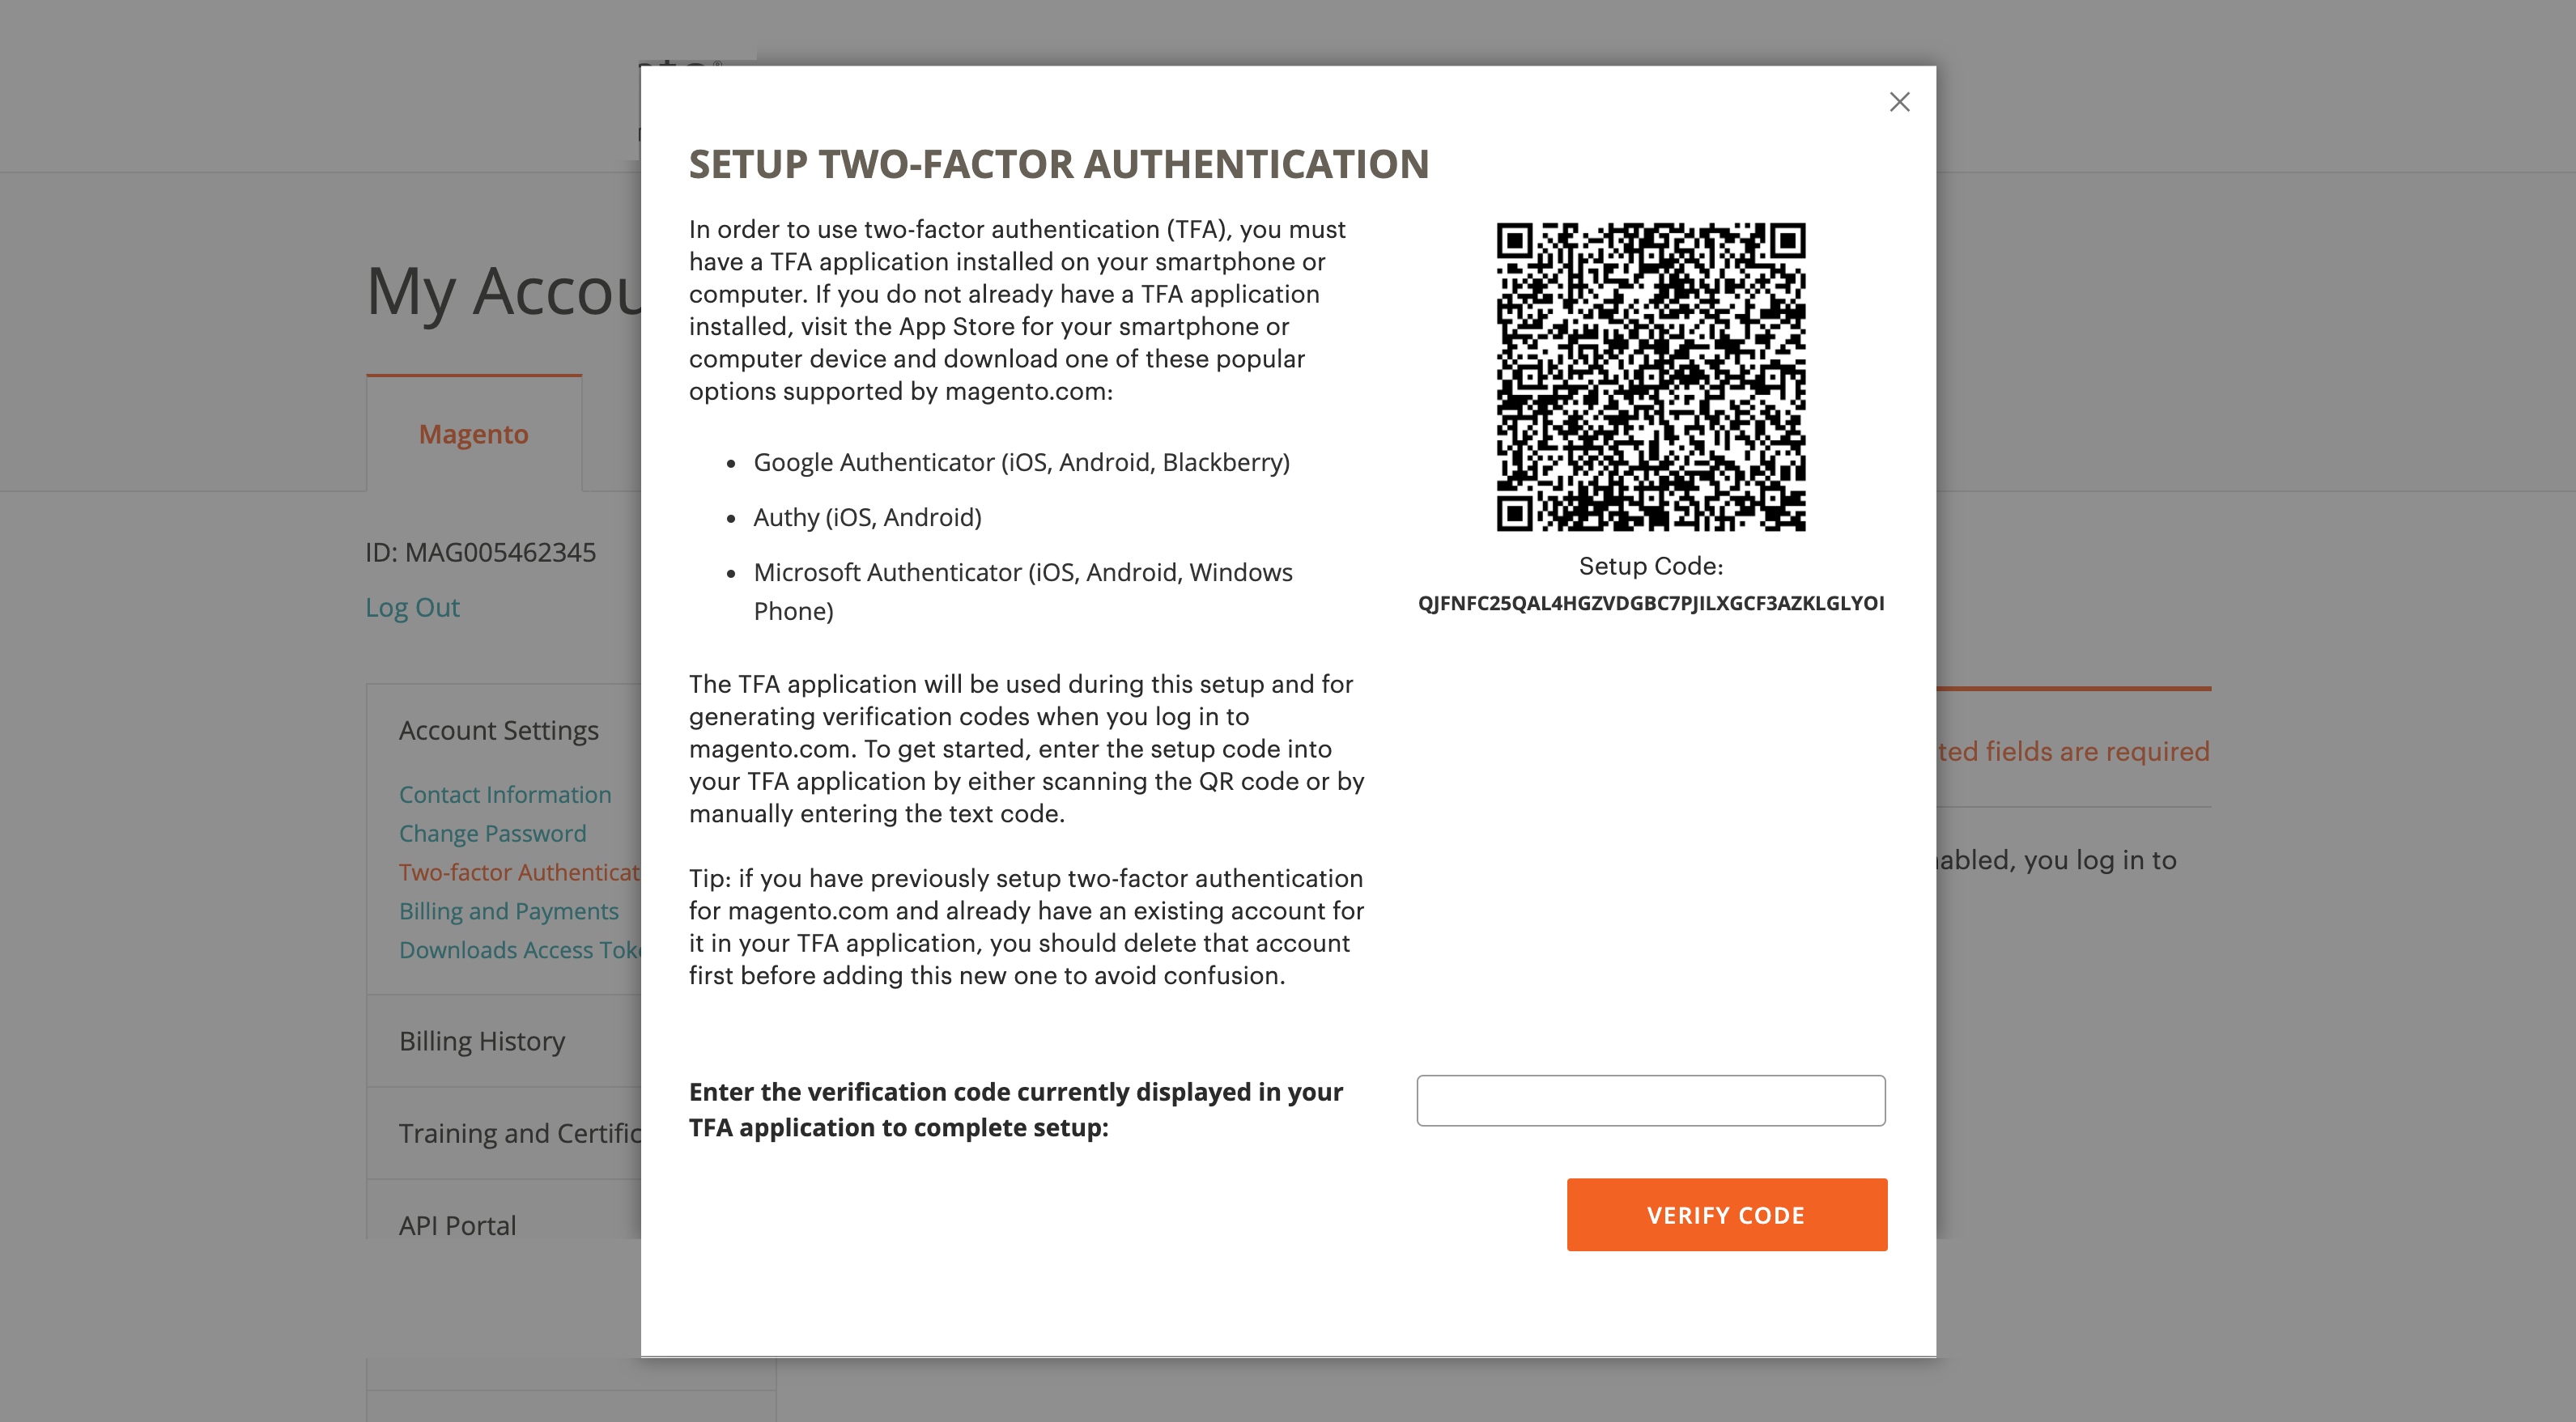 SETUP TWO-FACTOR AUTHENTICATION
In order to use two-factor authentication (TFA), you must
have a TFA application installed on your smartphone or
computer. If you do not already have a TFA application
installed, visit the App Store for your smartphone or
computer device and download one of these popular
options supported by magento.com:
• Google Authenticator (iOS, Android, Blackberry)
• Authy (iOS, Android)
• Microsoft Authenticator (iOS, Android, Windows
Phone)
The TFA application will be used during this setup and for
generating verification codes when you log in to
magento.com. To get started, enter the setup code into
your TFA application by either scanning the QR code or by
manually entering the text code.
Tip: if you have previously setup two-factor authentication
for magento.com and already have an existing account for
it in your TFA application, you should delete that account
first before adding this new one to avoid confusion.
Setup Code:
QJFNFC25QAL4HGZVDGBC7PJILXGCF3AZKLGLYOI
Enter the verification code currently displayed in your
TFA application to complete setup:
VERIFY CODE
My Accou
Magento
ID: MAG005462345
Log Out
Account Settings
Contact Information
Change Password
Two-factor Authenticat
Billing and Payments
Downloads Access Tok
Billing History
Training and Certific
API Portal
ted fields are required
abled, you log in to